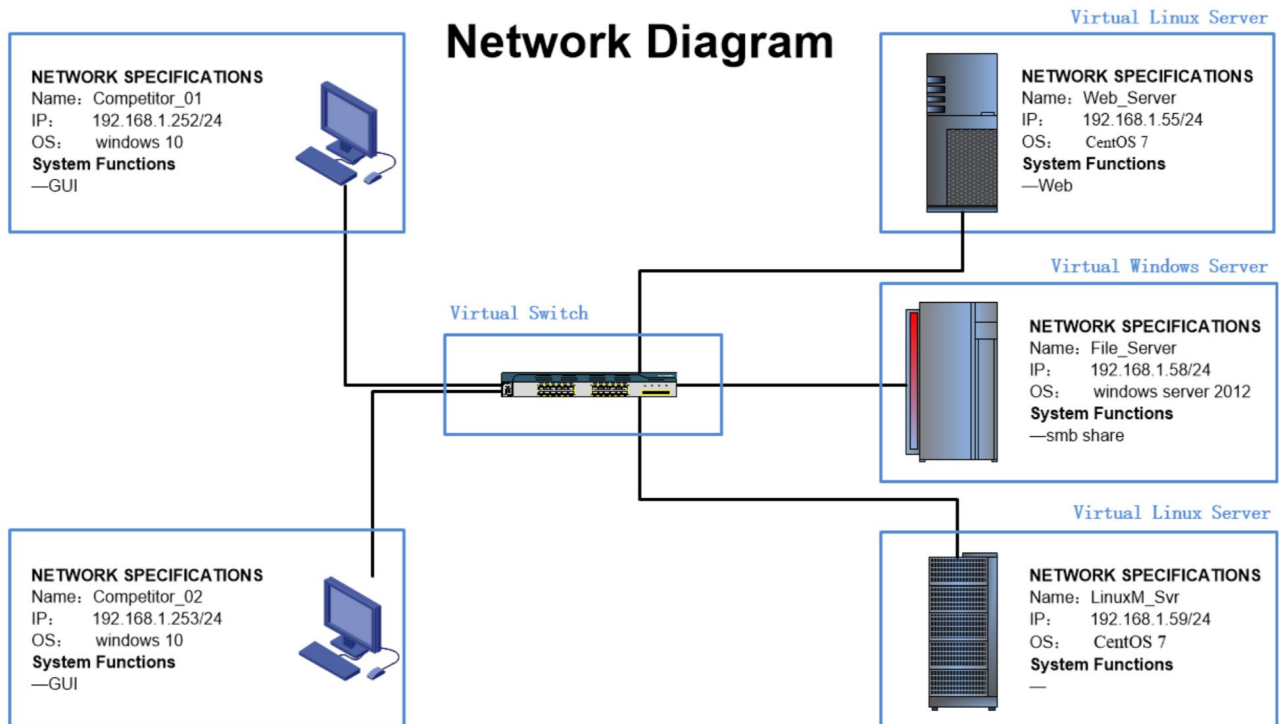 Network Diagram
NETWORK SPECIFICATIONS
Name：Competitor_01
IP： 192.168.1.252/24
OS： windows 10
System Functions
—GUI
Virtual Linux Server
NETWORK SPECIFICATIONS
Name：Web_Server
IP： 192.168.1.55/24
OS： CentOS 7
System Functions
—Web
Virtual Switch
Virtual Windows Server
NETWORK SPECIFICATIONS
Name：File_Server
IP： 192.168.1.58/24
OS： windows server 2012
System Functions
—smb share
NETWORK SPECIFICATIONS
Name：Competitor_02
IP： 192.168.1.253/24
OS： windows 10
System Functions
—GUI
Virtual Linux Server
NETWORK SPECIFICATIONS
Name：LinuxM_Svr
IP： 192.168.1.59/24
OS： CentOS 7
System Functions
—